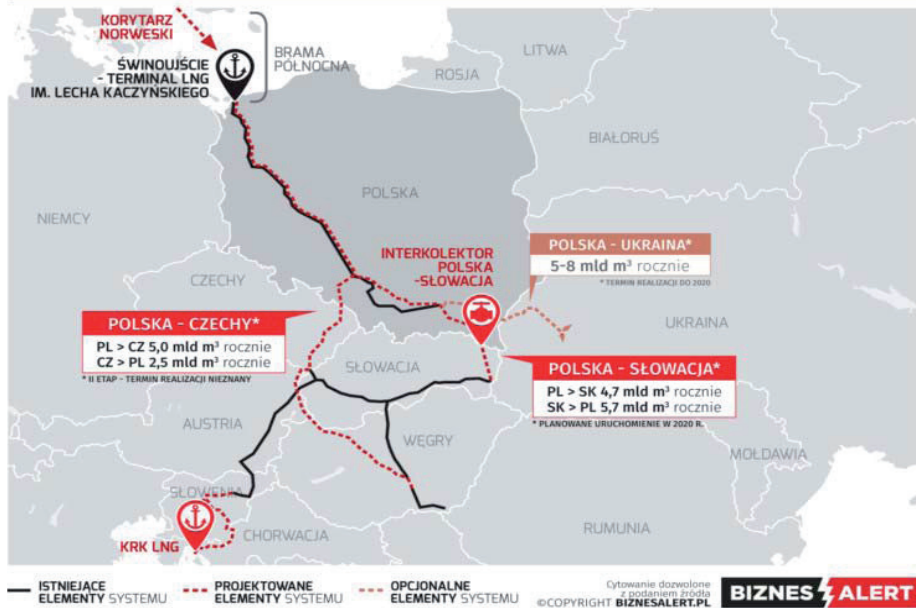 KORYTARZ
NORWESKI
ŚWINOUJŚCIE
- TERMINAL LNG
IM. LECHA KACZYŃSKIEGO
BRAMA
PÓŁNOCNA
LITWA
ROSJA
BIAŁORUŚ
POLSKA
NIEMCY
INTERKOLEKTOR
POLSKA
-SŁOWACJA
POLSKA - UKRAINA*
5-8 mld m³ rocznie
* TERMIN REALIZACJI DO 2020
CZECHY
UKRAINA
POLSKA - CZECHY*
PL > CZ 5,0 mld m³ rocznie
CZ > PL 2,5 mld m³ rocznie
* II ETAP - TERMIN REALIZACJI NIEZNANY
SŁOWACJA
POLSKA - SŁOWACJA*
PL > SK 4,7 mld m³ rocznie
SK > PL 5,7 mld m³ rocznie
* PLANOWANE URUCHOMIENIE W 2020 R.
AUSTRIA
WĘGRY
MOŁDAWIA
SŁOWENIA
KRK LNG
CHORWACJA
RUMUNIA
ISTNIEJĄCE
ELEMENTY SYSTEMU
PROJEKTOWANE
ELEMENTY SYSTEMU
OPCJONALNE
ELEMENTY SYSTEMU
Cytowanie dozwolone
z podaniem źródła
©COPYRIGHT BIZNESALERT.PL
BIZNES ALERT